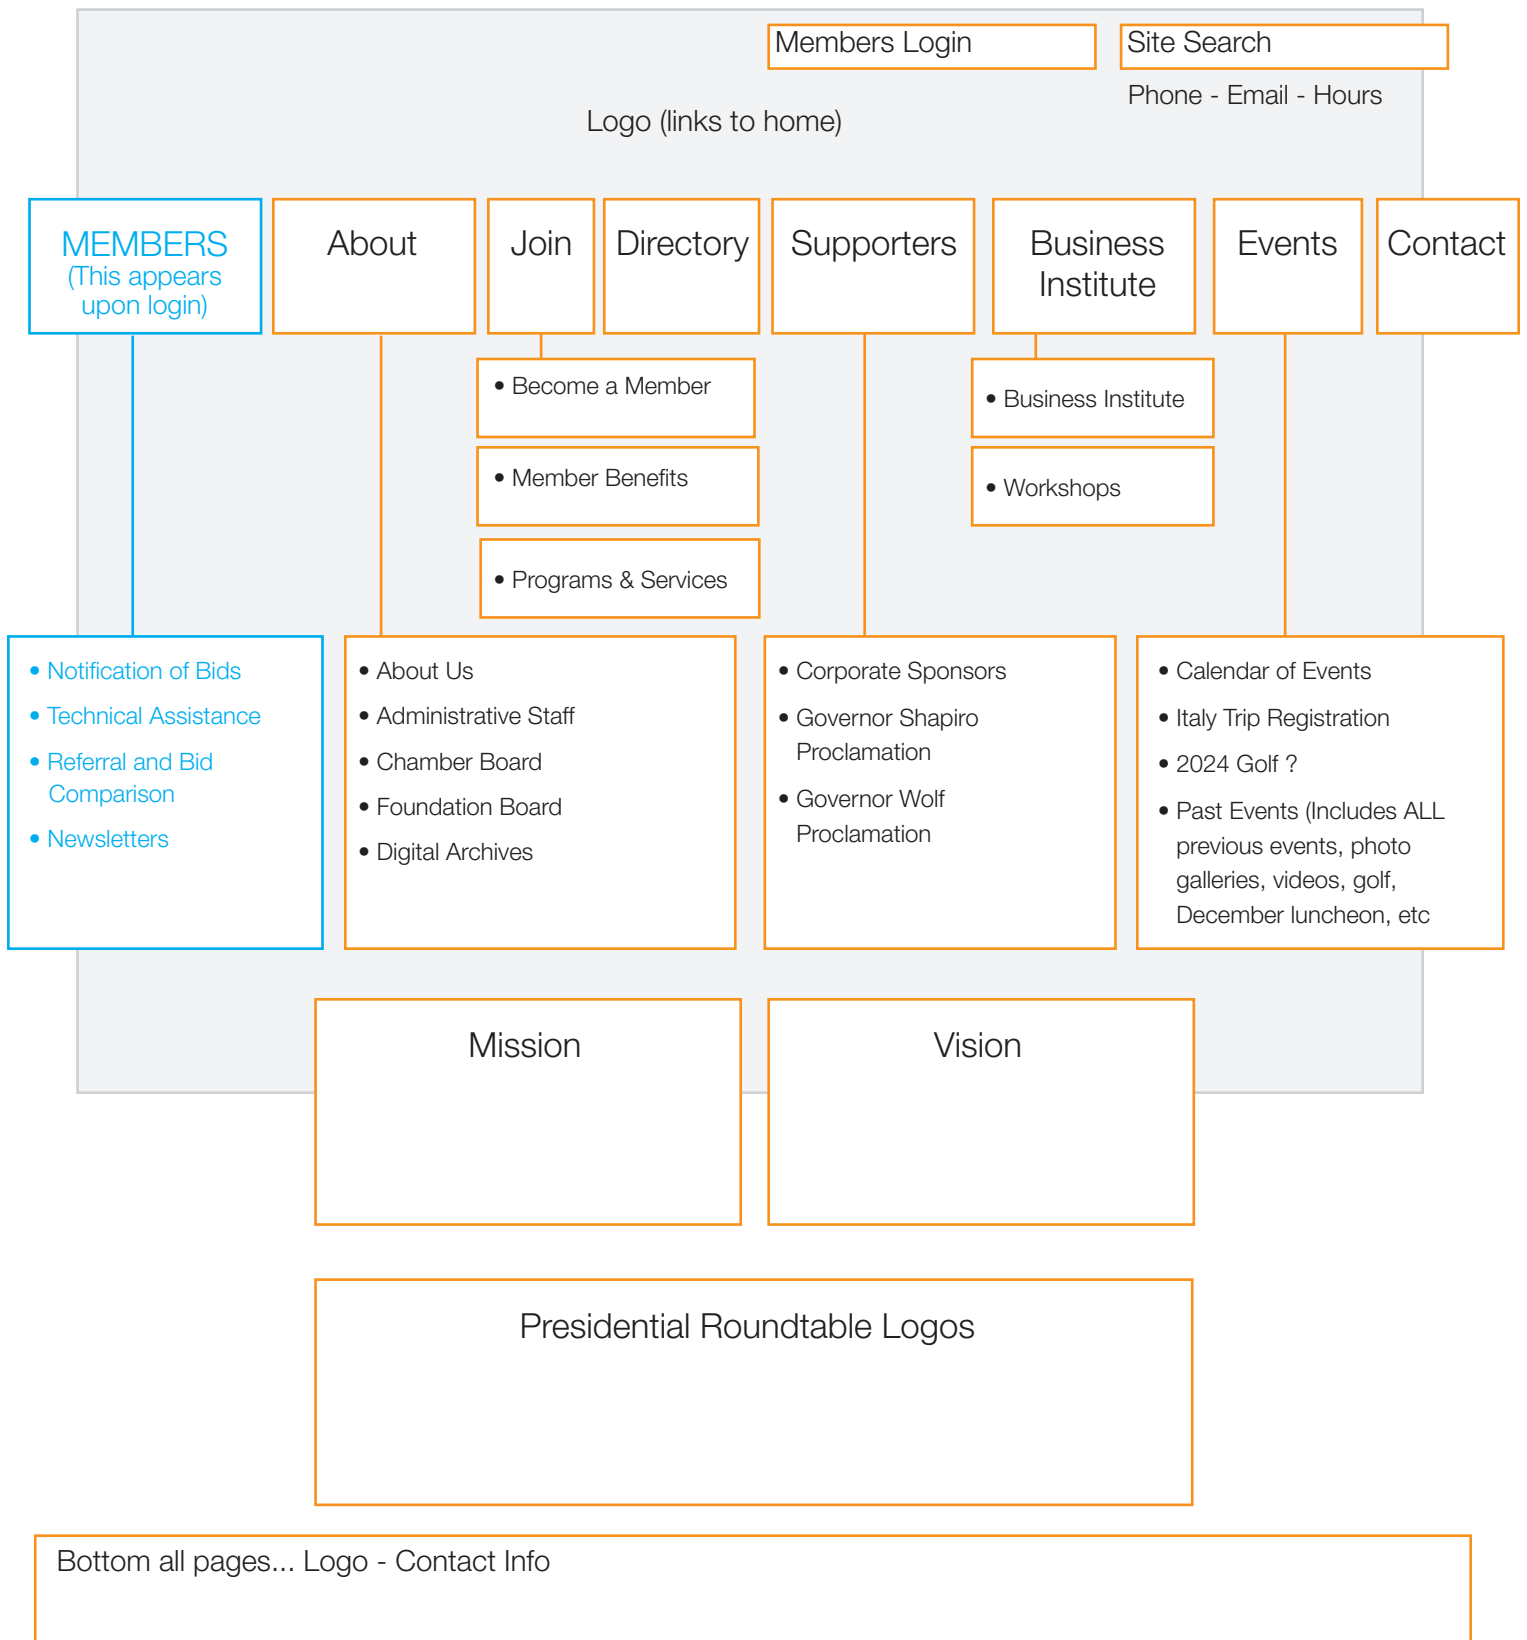 Members Login
Site Search
Phone - Email - Hours
Logo (links to home)
MEMBERS
(This appears
upon login)
About
Join
Directory
Supporters
Business
Institute
Events
Contact
• Become a Member
• Member Benefits
• Programs & Services
• Business Institute
• Workshops
• Notification of Bids
• Technical Assistance
• Referral and Bid
Comparison
• Newsletters
• About Us
• Administrative Staff
• Chamber Board
• Foundation Board
• Digital Archives
• Corporate Sponsors
• Governor Shapiro
Proclamation
• Governor Wolf
Proclamation
• Calendar of Events
• Italy Trip Registration
• 2024 Golf ?
• Past Events (Includes ALL
previous events, photo
galleries, videos, golf,
December luncheon, etc
Mission
Vision
Presidential Roundtable Logos
Bottom all pages... Logo - Contact Info